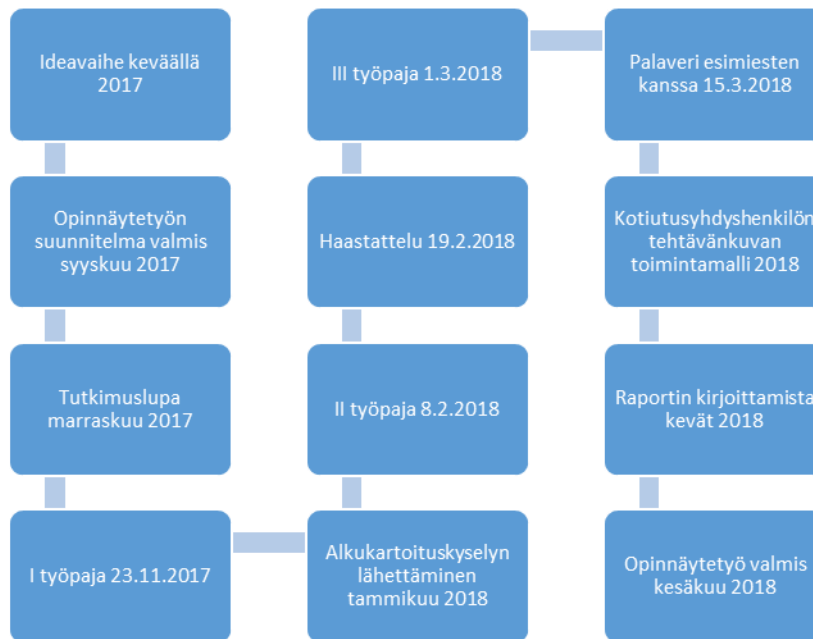 Ideavaihe keväällä
2017
Opinnäytetyön
suunnitelma valmis
syyskuu 2017
Tutkimuslupa
marraskuu 2017
I työpaja 23.11.2017
Alkukartoituskyselyn
lähettäminen
tammikuu 2018
II työpaja 8.2.2018
Haastattelu 19.2.2018
III työpaja 1.3.2018
Palaveri esimiesten
kanssa 15.3.2018
Kotiutusyhdyshenkilön
tehtävänkuvan
toimintamalli 2018
Raportin kirjoittamista
kevät 2018
Opinnäytetyö valmis
kesäkuu 2018